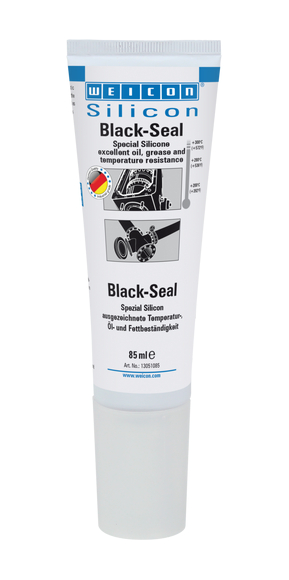 WEICON®
Silicon
Black-Seal
Special Silicone
excellent oil, grease and
temperature resistance
Black-Seal
Spezial Silicon
ausgezeichnete Temperatur-,
Öl- und Fettbeständigkeit
85 ml ℮
Art. No.: 13051085
www.weicon.com